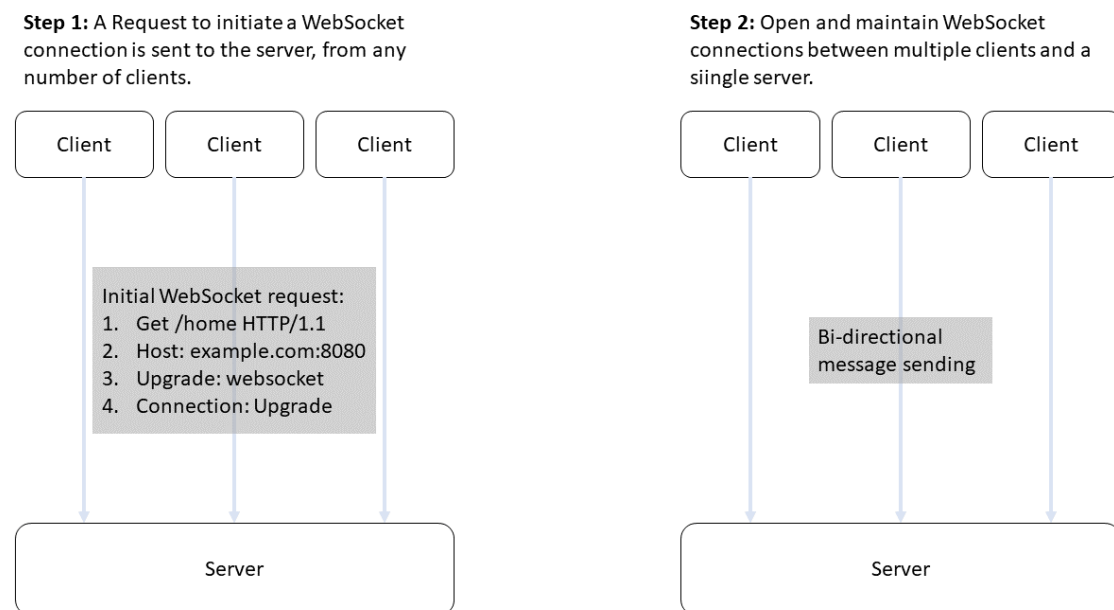 Step 1: A Request to initiate a WebSocket
connection is sent to the server, from any
number of clients.
Client
Client
Client
Initial WebSocket request:
1. Get /home HTTP/1.1
2. Host: example.com:8080
3. Upgrade: websocket
4. Connection: Upgrade
Server
Step 2: Open and maintain WebSocket
connections between multiple clients and a
siingle server.
Client
Client
Client
Bi-directional
message sending
Server